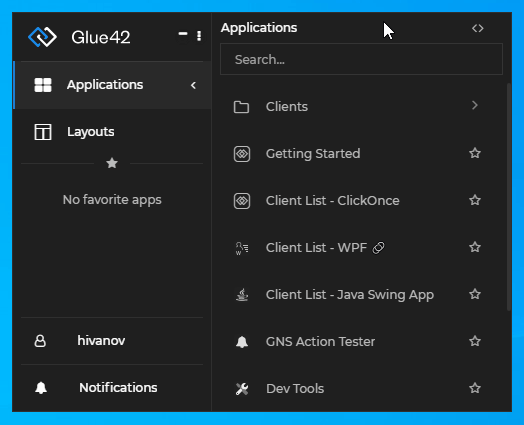 Glue42
Applications
Layouts
No favorite apps
hivanov
Notifications
Applications
Search...
Clients
Getting Started
Client List - ClickOnce
Client List - WPF
Client List - Java Swing App
GNS Action Tester
Dev Tools